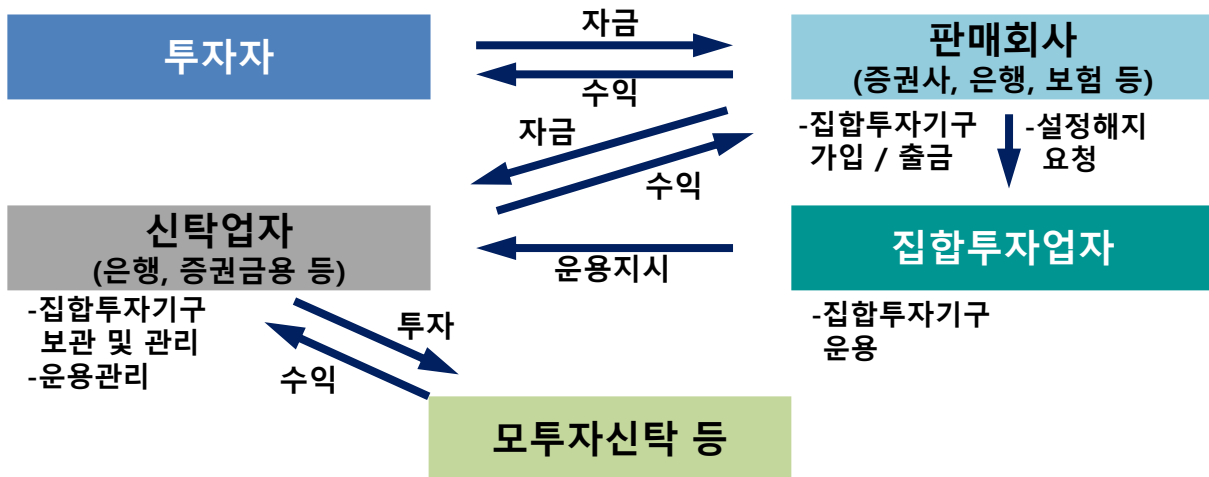 투자자
자금
수익
판매회사
(증권사, 은행, 보험 등)
-집합투자기구
가입 / 출금
-설정해지
요청
자금
수익
신탁업자
(은행, 증권금융 등)
-집합투자기구
보관 및 관리
-운용관리
운용지시
집합투자업자
-집합투자기구
운용
투자
수익
모투자신탁 등